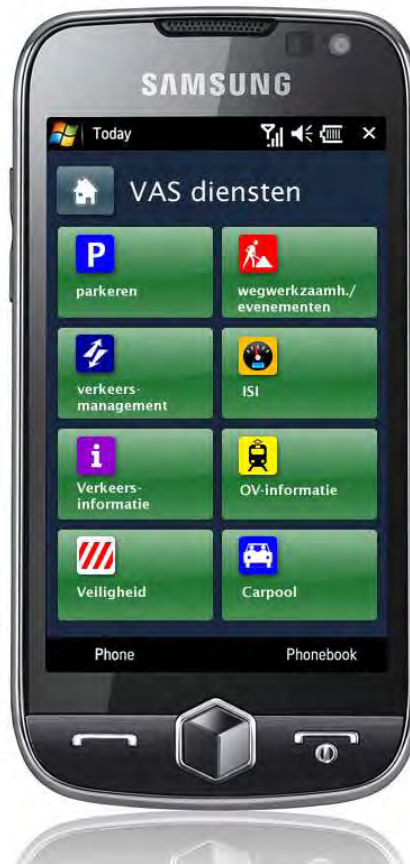 SAMSUNG
Today
VAS diensten
P
parkeren
wegwerkzaamh./
evenementen
verkeers-
management
ISI
i
Verkeers-
informatie
OV-informatie
Veiligheid
Carpool
Phone
Phonebook